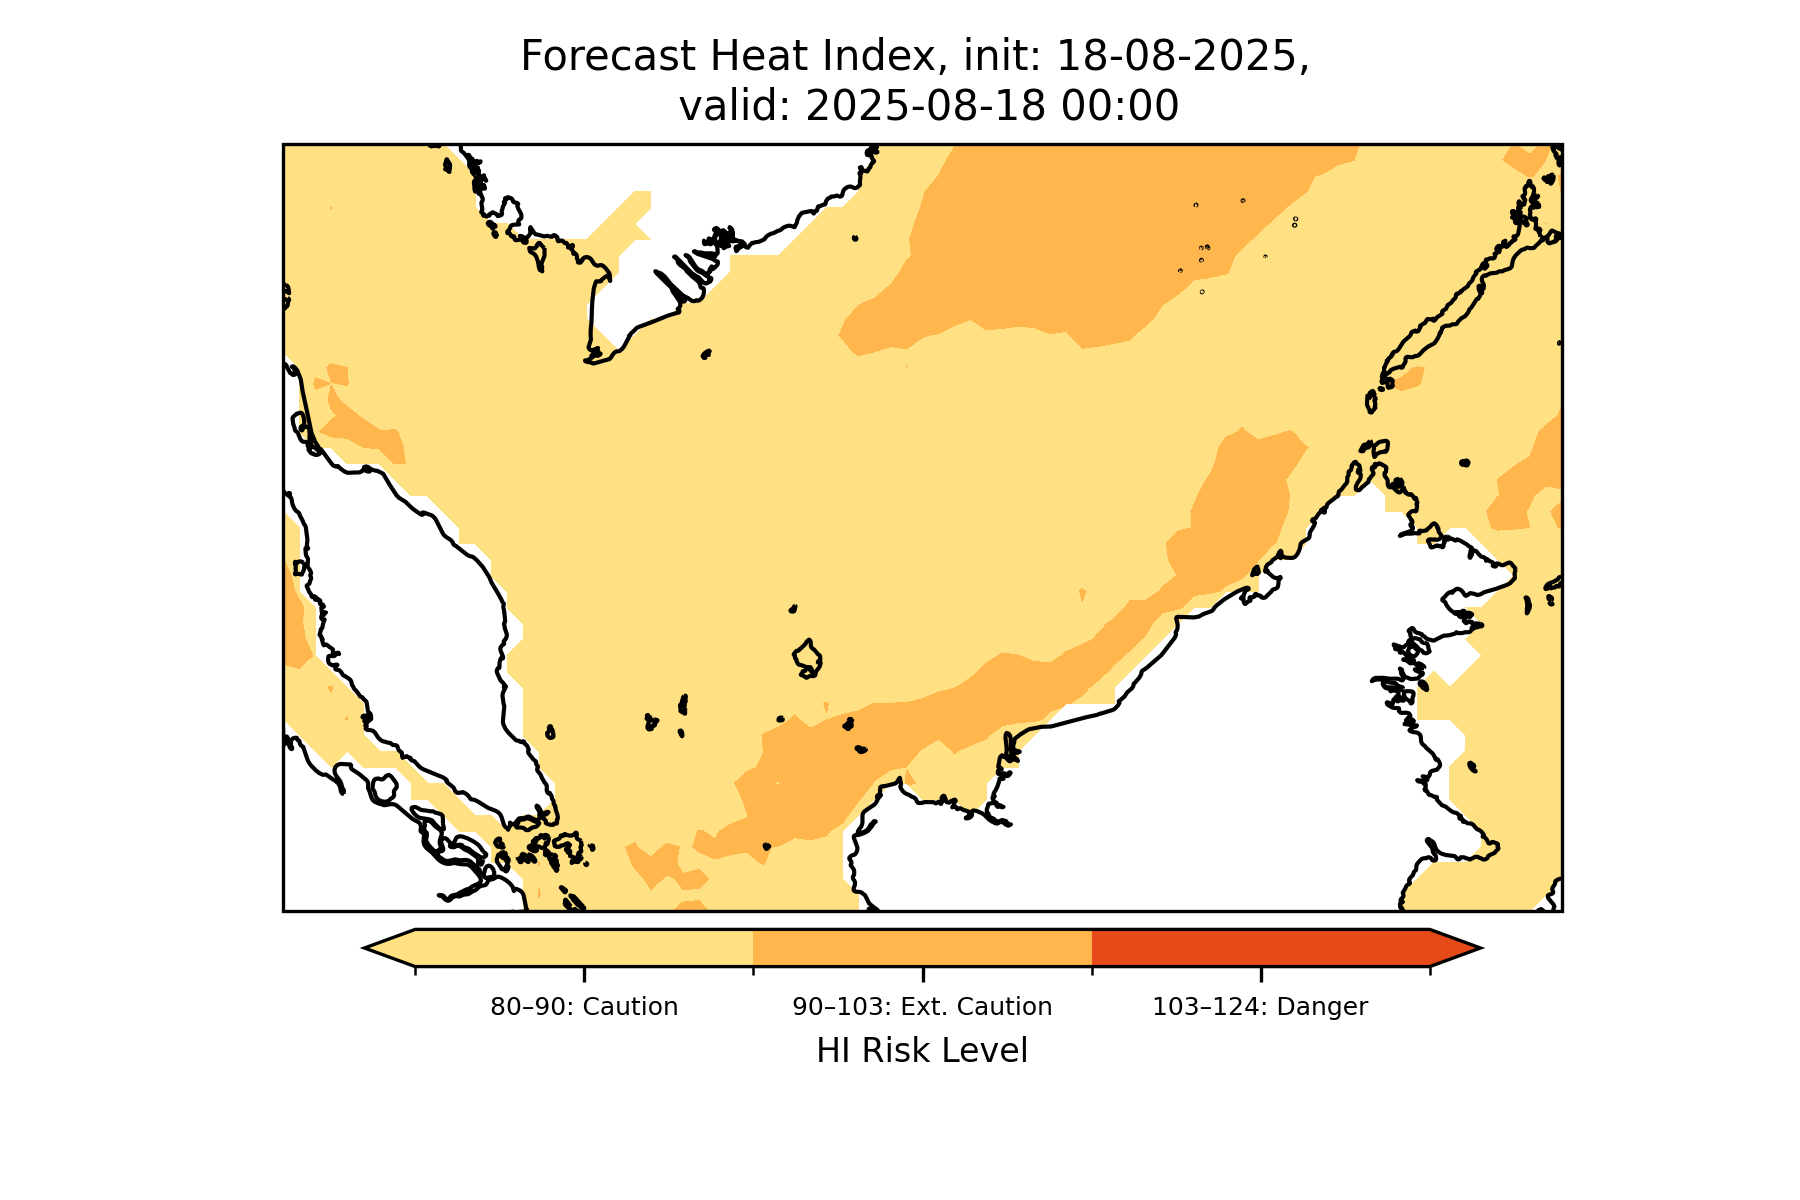 Forecast Heat Index, init: 18-08-2025,
valid: 2025-08-18 00:00
80–90: Caution
90–103: Ext. Caution
103–124: Danger
HI Risk Level